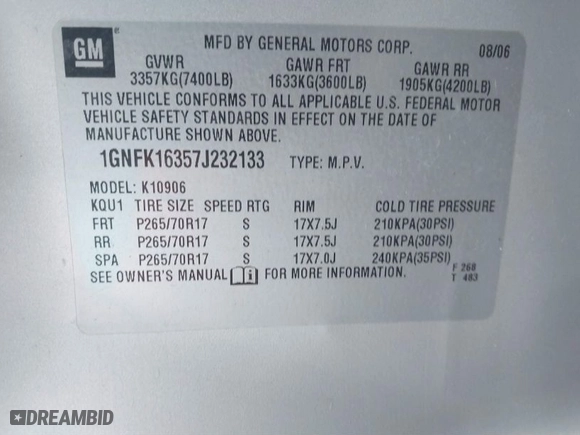 GM
MFD BY GENERAL MOTORS CORP. 08/06
GVWR GAWR FRT GAWR RR
3357KG(7400LB) 1633KG(3600LB) 1905KG(4200LB)
THIS VEHICLE CONFORMS TO ALL APPLICABLE U.S. FEDERAL MOTOR
VEHICLE SAFETY STANDARDS IN EFFECT ON THE DATE OF
MANUFACTURE SHOWN ABOVE.
1GNFK16357J232133 TYPE: M.P.V.
MODEL: K10906
KQU1 TIRE SIZE SPEED RTG RIM COLD TIRE PRESSURE
FRT P265/70R17 S 17X7.5J 210KPA(30PSI)
RR P265/70R17 S 17X7.5J 210KPA(30PSI)
SPA P265/70R17 S 17X7.0J 240KPA(35PSI)
SEE OWNER'S MANUAL FOR MORE INFORMATION. F 268
T 483
DREAMBID